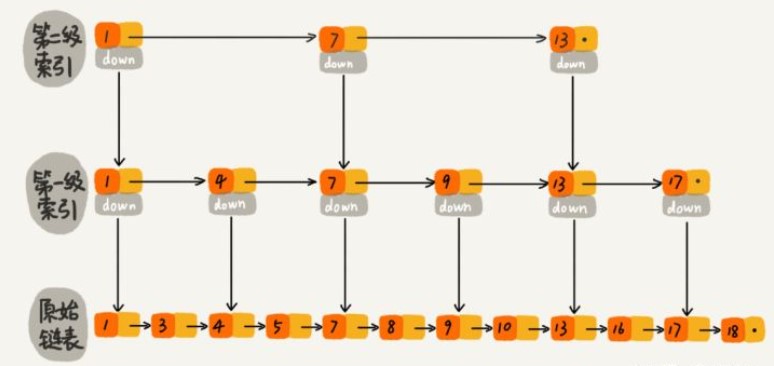 第二级
索引
1 7 13
down down down
第一级
索引
1 4 7 9 13 17
down down down down down down
原始
链表
1 3 4 5 7 8 9 10 13 16 17 18